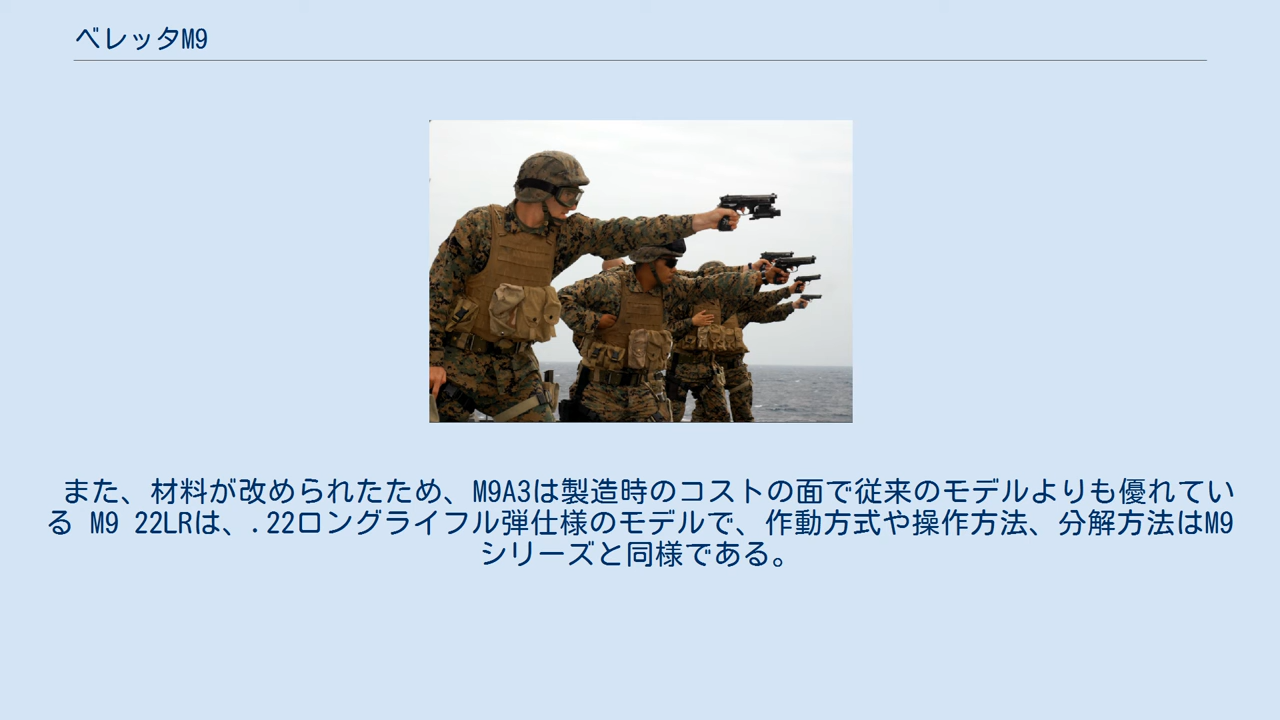 ベレッタM9
また、材料が改められたため、M9A3は製造時のコストの面で従来のモデルよりも優れてい
る M9 22LRは、.22ロングライフル弾仕様のモデルで、作動方式や操作方法、分解方法はM9
シリーズと同様である。